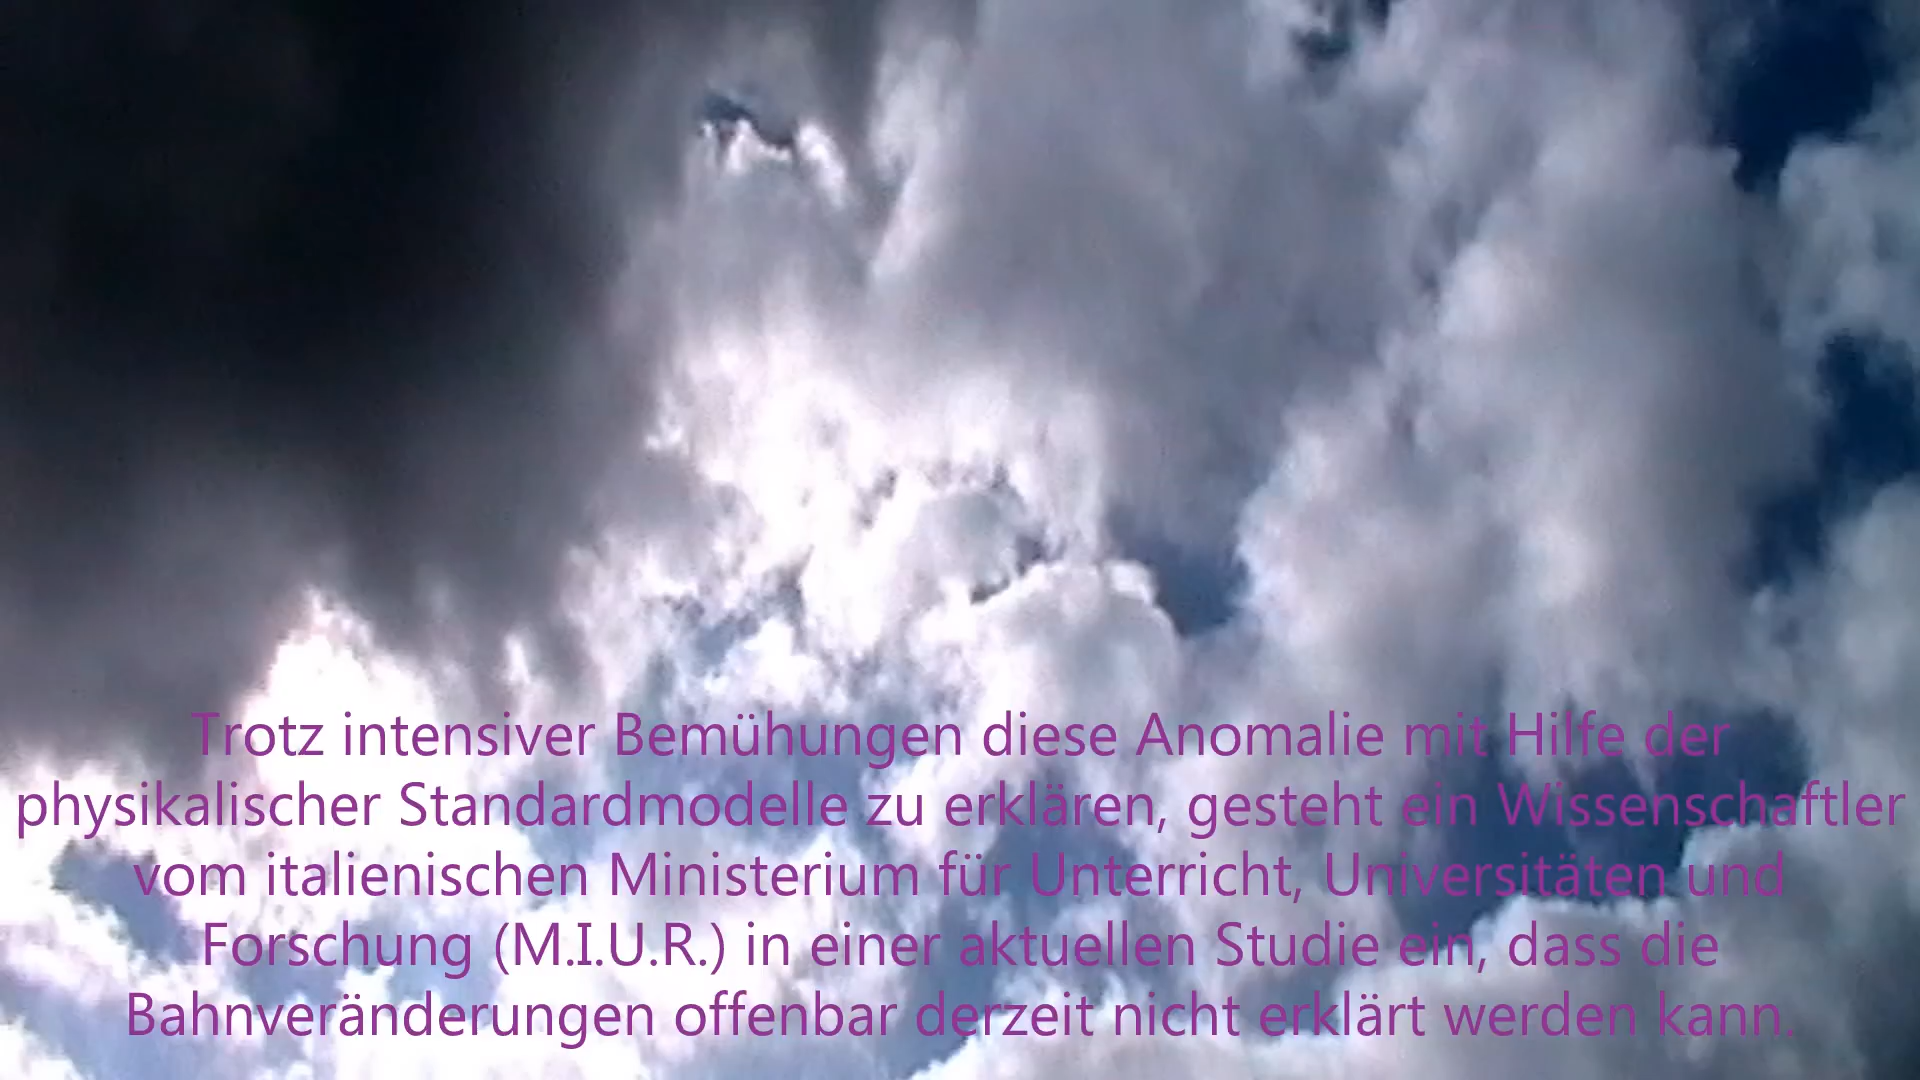 Trotz intensiver Bemühungen diese Anomalie mit Hilfe der
physikalischer Standardmodelle zu erklären, gesteht ein Wissenschaftler
vom italienischen Ministerium für Unterricht, Universitäten und
Forschung (M.I.U.R.) in einer aktuellen Studie ein, dass die
Bahnveränderungen offenbar derzeit nicht erklärt werden kann.